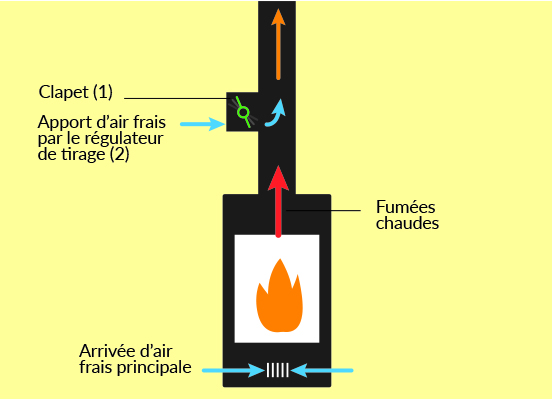 Clapet (1)
Apport d'air frais
par le régulateur
de tirage (2)
Fumées
chaudes
Arrivée d'air
frais principale